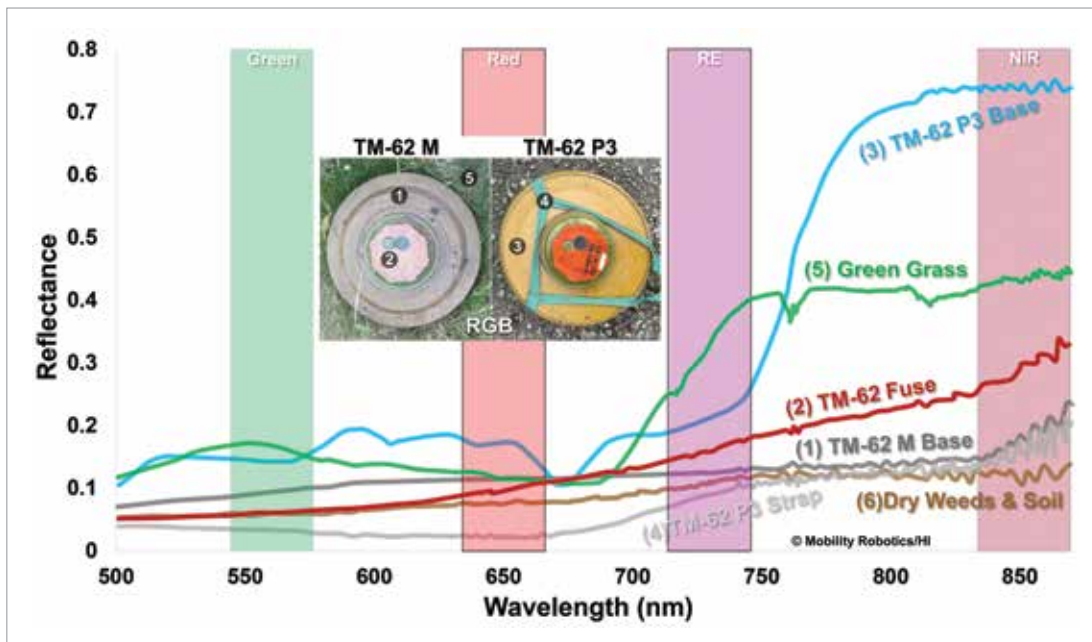 Green
Red
RE
NIR
0.8
0.7
0.6
0.5
0.4
0.3
0.2
0.1
0
Reflectance
TM-62 M
TM-62 P3
1
2
3
4
5
RGB
(3) TM-62 P3 Base
(5) Green Grass
(2) TM-62 Fuse
(1) TM-62 M Base
(4)TM-62 P3 Strap
(6)Dry Weeds & Soil
© Mobility Robotics/HI
500
550
600
650
700
750
800
850
Wavelength (nm)